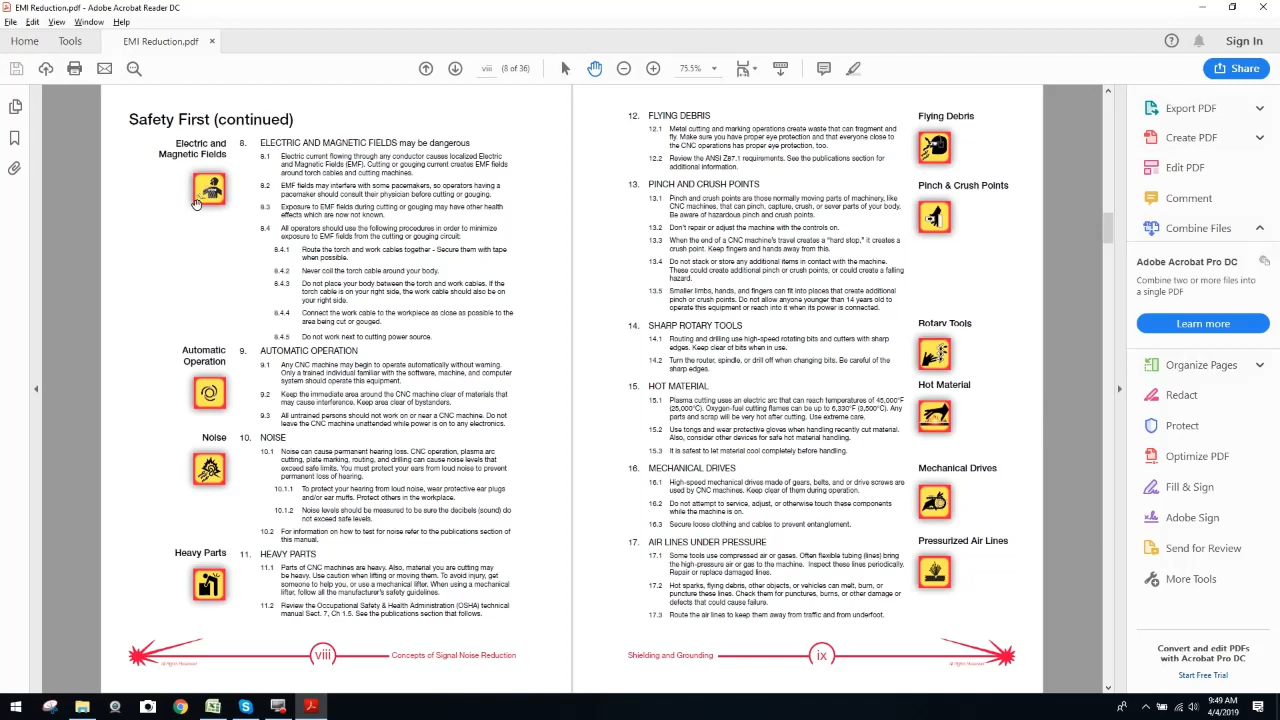 EMI Reduction.pdf - Adobe Acrobat Reader DC
File Edit View Window Help
Home Tools EMI Reduction.pdf × Sign In
viii (8 of 36) 75.5% Share
Safety First (continued)
Electric and
Magnetic Fields
8. ELECTRIC AND MAGNETIC FIELDS may be dangerous
8.1 Electric current flowing through any conductor causes localized Electric
and Magnetic Fields (EMF). Cutting or gouging current creates EMF fields
around torch cables and cutting machines.
8.2 EMF fields may interfere with some pacemakers, so operators having a
pacemaker should consult their physician before cutting or gouging.
8.3 Exposure to EMF fields during cutting or gouging may have other health
effects which are now not known.
8.4 All operators should use the following procedures in order to minimize
exposure to EMF fields from the cutting or gouging circuit:
8.4.1 Route the torch and work cables together - Secure them with tape
when possible.
8.4.2 Never coil the torch cable around your body.
8.4.3 Do not place your body between the torch and work cables. If the
torch cable is on your right side, the work cable should also be on
your right side.
8.4.4 Connect the work cable to the workpiece as close as possible to the
area being cut or gouged.
8.4.5 Do not work next to cutting power source.
Automatic
Operation
9. AUTOMATIC OPERATION
9.1 Any CNC machine may begin to operate automatically without warning.
Only a trained individual familiar with the software, machine, and computer
system should operate this equipment.
9.2 Keep the immediate area around the CNC machine clear of materials that
may cause interference. Keep area clear of bystanders.
9.3 All untrained persons should not work on or near a CNC machine. Do not
leave the CNC machine unattended while power is on to any electronics.
Noise
10. NOISE
10.1 Noise can cause permanent hearing loss. CNC operation, plasma arc
cutting, plate marking, routing, and drilling can cause noise levels that
exceed safe limits. You must protect your ears from loud noise to prevent
permanent loss of hearing.
10.1.1 To protect your hearing from loud noise, wear protective ear plugs
and/or ear muffs. Protect others in the workplace.
10.1.2 Noise levels should be measured to be sure the decibels (sound) do
not exceed safe levels.
10.2 For information on how to test for noise refer to the publications section of
this manual.
Heavy Parts
11. HEAVY PARTS
11.1 Parts of CNC machines are heavy. Also, material you are cutting may
be heavy. Use caution when lifting or moving them. To avoid injury, get
someone to help you, or use a mechanical lifter. When using a mechanical
lifter, follow all the manufacturer's safety guidelines.
11.2 Review the Occupational Safety & Health Administration (OSHA) technical
manual Sect. 7, Ch 1.5. See the publications section that follows.
All Rights Reserved
viii
Concepts of Signal Noise Reduction
12. FLYING DEBRIS
Flying Debris
12.1 Metal cutting and marking operations create waste that can fragment and
fly. Make sure you have proper eye protection and that everyone close to
the CNC operations has proper eye protection, too.
12.2 Review the ANSI Z87.1 requirements. See the publications section for
additional information.
13. PINCH AND CRUSH POINTS
Pinch & Crush Points
13.1 Pinch and crush points are those normally moving parts of machinery, like
CNC machines, that can pinch, capture, crush, or sever parts of your body.
Be aware of hazardous pinch and crush points.
13.2 Don't repair or adjust the machine with the controls on.
13.3 When the end of a CNC machine's travel creates a "hard stop," it creates a
crush point. Keep fingers and hands away from this.
13.4 Do not stack or store any additional items in contact with the machine.
These could create additional pinch or crush points, or could create a falling
hazard.
13.5 Smaller limbs, hands, and fingers can fit into places that create additional
pinch or crush points. Do not allow anyone younger than 14 years old to
operate this equipment or reach into it when its power is connected.
14. SHARP ROTARY TOOLS
Rotary Tools
14.1 Routing and drilling use high-speed rotating bits and cutters with sharp
edges. Keep clear of bits when in use.
14.2 Turn the router, spindle, or drill off when changing bits. Be careful of the
sharp edges.
15. HOT MATERIAL
Hot Material
15.1 Plasma cutting uses an electric arc that can reach temperatures of 45,000°F
(25,000°C). Oxygen-fuel cutting flames can be up to 6,330°F (3,500°C). Any
parts and scrap will be very hot after cutting. Use extreme care.
15.2 Use tongs and wear protective gloves when handling recently cut material.
Also, consider other devices for safe hot material handling.
15.3 It is safest to let material cool completely before handling.
16. MECHANICAL DRIVES
Mechanical Drives
16.1 High-speed mechanical drives made of gears, belts, and or drive screws are
used by CNC machines. Keep clear of them during operation.
16.2 Do not attempt to service, adjust, or otherwise touch these components
while the machine is on.
16.3 Secure loose clothing and cables to prevent entanglement.
17. AIR LINES UNDER PRESSURE
Pressurized Air Lines
17.1 Some tools use compressed air or gases. Often flexible tubing (lines) bring
the high-pressure air or gas to the machine. Inspect these lines periodically.
Repair or replace damaged lines.
17.2 Hot sparks, flying debris, other objects, or vehicles can melt, burn, or
puncture these lines. Check them for punctures, burns, or other damage or
defects that could cause failure.
17.3 Route the air lines to keep them away from traffic and from underfoot.
Shielding and Grounding
ix
All Rights Reserved
Export PDF
Create PDF
Edit PDF
Comment
Combine Files
Adobe Acrobat Pro DC
Combine two or more files into
a single PDF
Learn more
Organize Pages
Redact
Protect
Optimize PDF
Fill & Sign
Adobe Sign
Send for Review
More Tools
Convert and edit PDFs
with Acrobat Pro DC
Start Free Trial
9:49 AM
4/4/2019